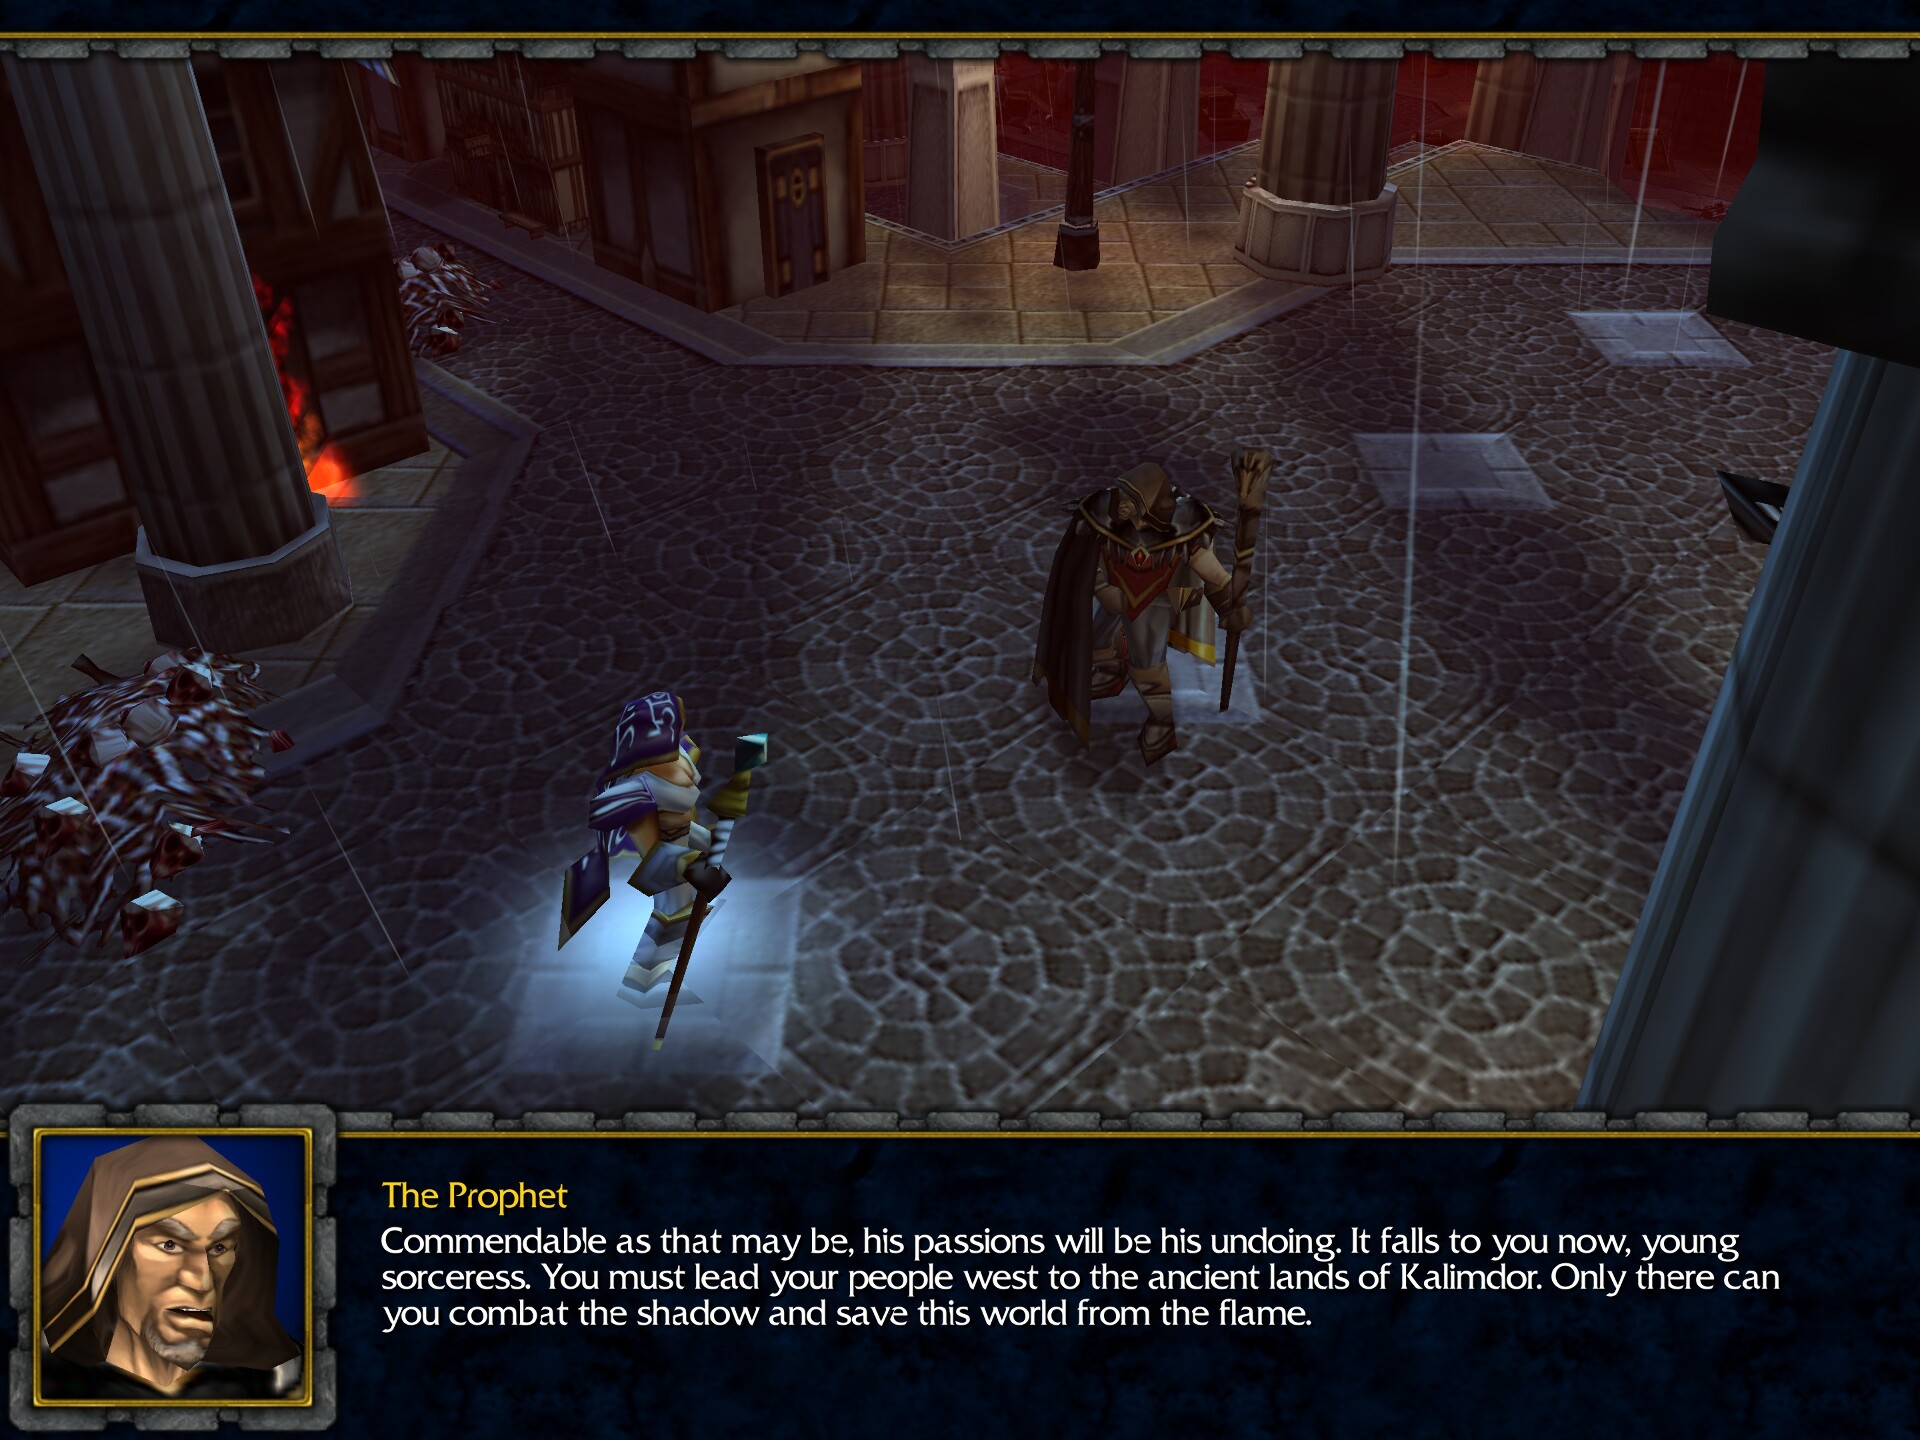 The Prophet
Commendable as that may be, his passions will be his undoing. It falls to you now, young
sorceress. You must lead your people west to the ancient lands of Kalimdor. Only there can
you combat the shadow and save this world from the flame.